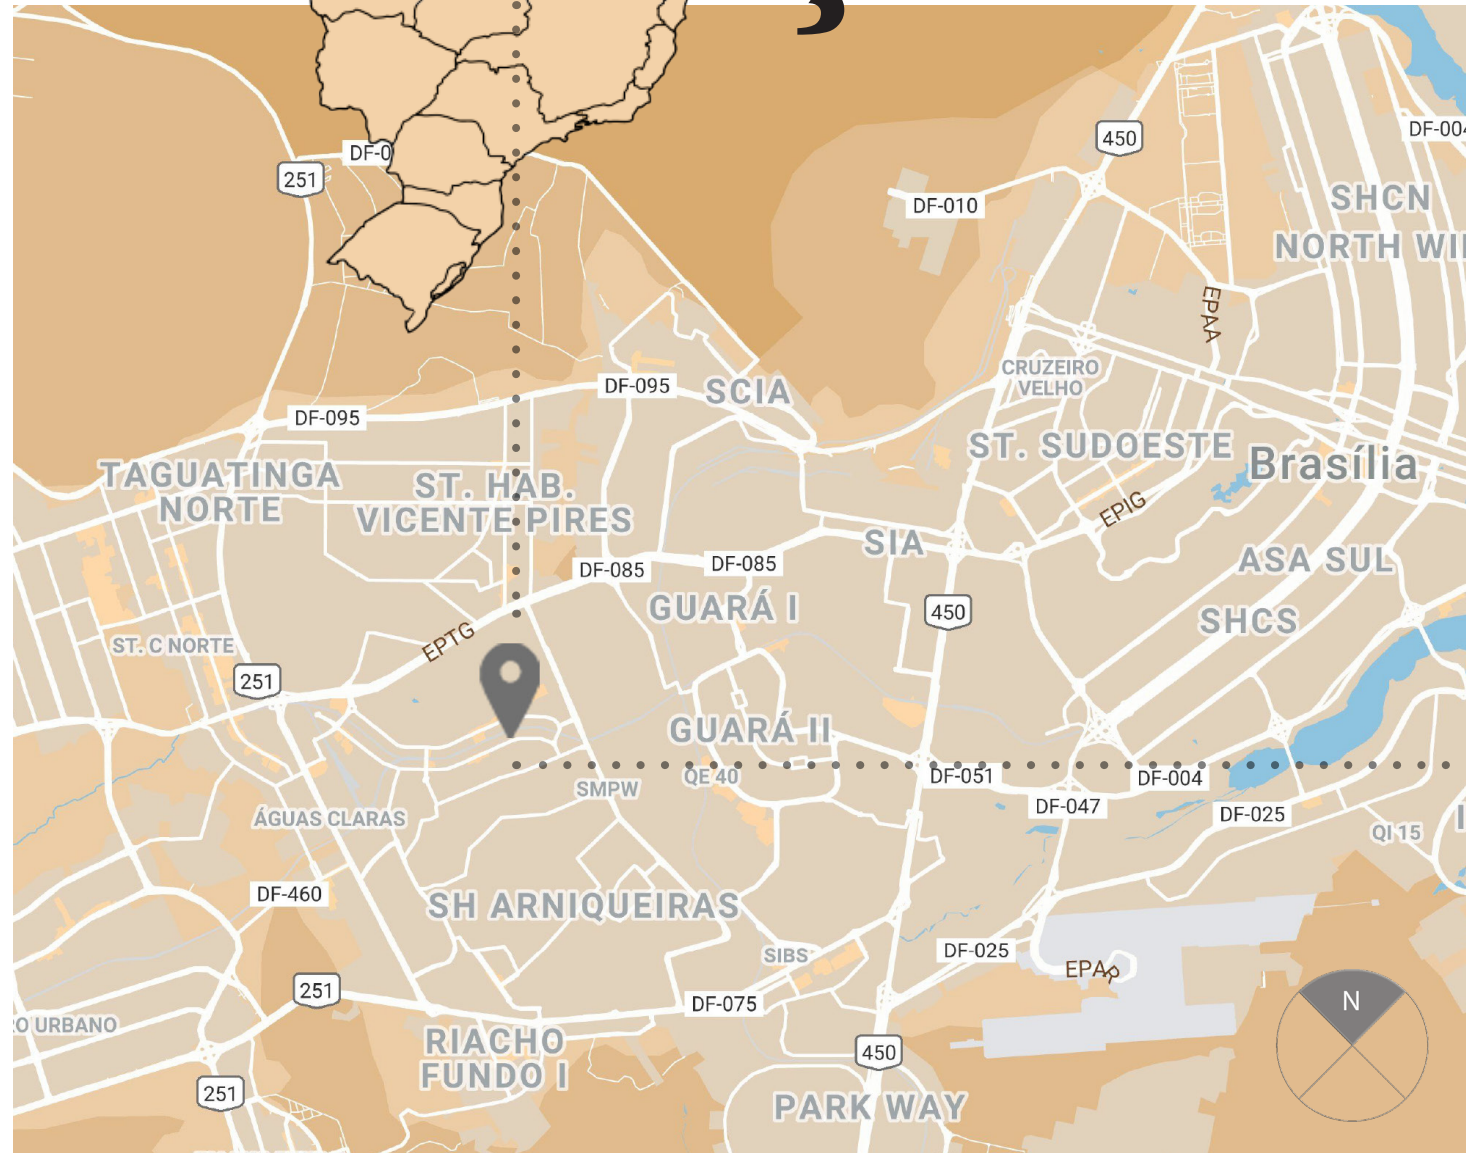 DF-004
450
DF-0
251
SHCN
NORTH WI
DF-010
EPAA
CRUZEIRO
VELHO
DF-095
SCIA
DF-095
ST. SUDOESTE
Brasília
TAGUATINGA
NORTE
ST. HAB.
VICENTE PIRES
EPIG
SIA
ASA SUL
DF-085
DF-085
GUARÁ I
450
SHCS
EPTG
ST. C NORTE
251
GUARÁ II
QE 40
DF-051
DF-004
SMPW
DF-047
DF-025
ÁGUAS CLARAS
QI 15
DF-460
SH ARNIQUEIRAS
SIBS
DF-025
EPAR
251
DF-075
N
O URBANO
RIACHO
FUNDO I
450
251
PARK WAY